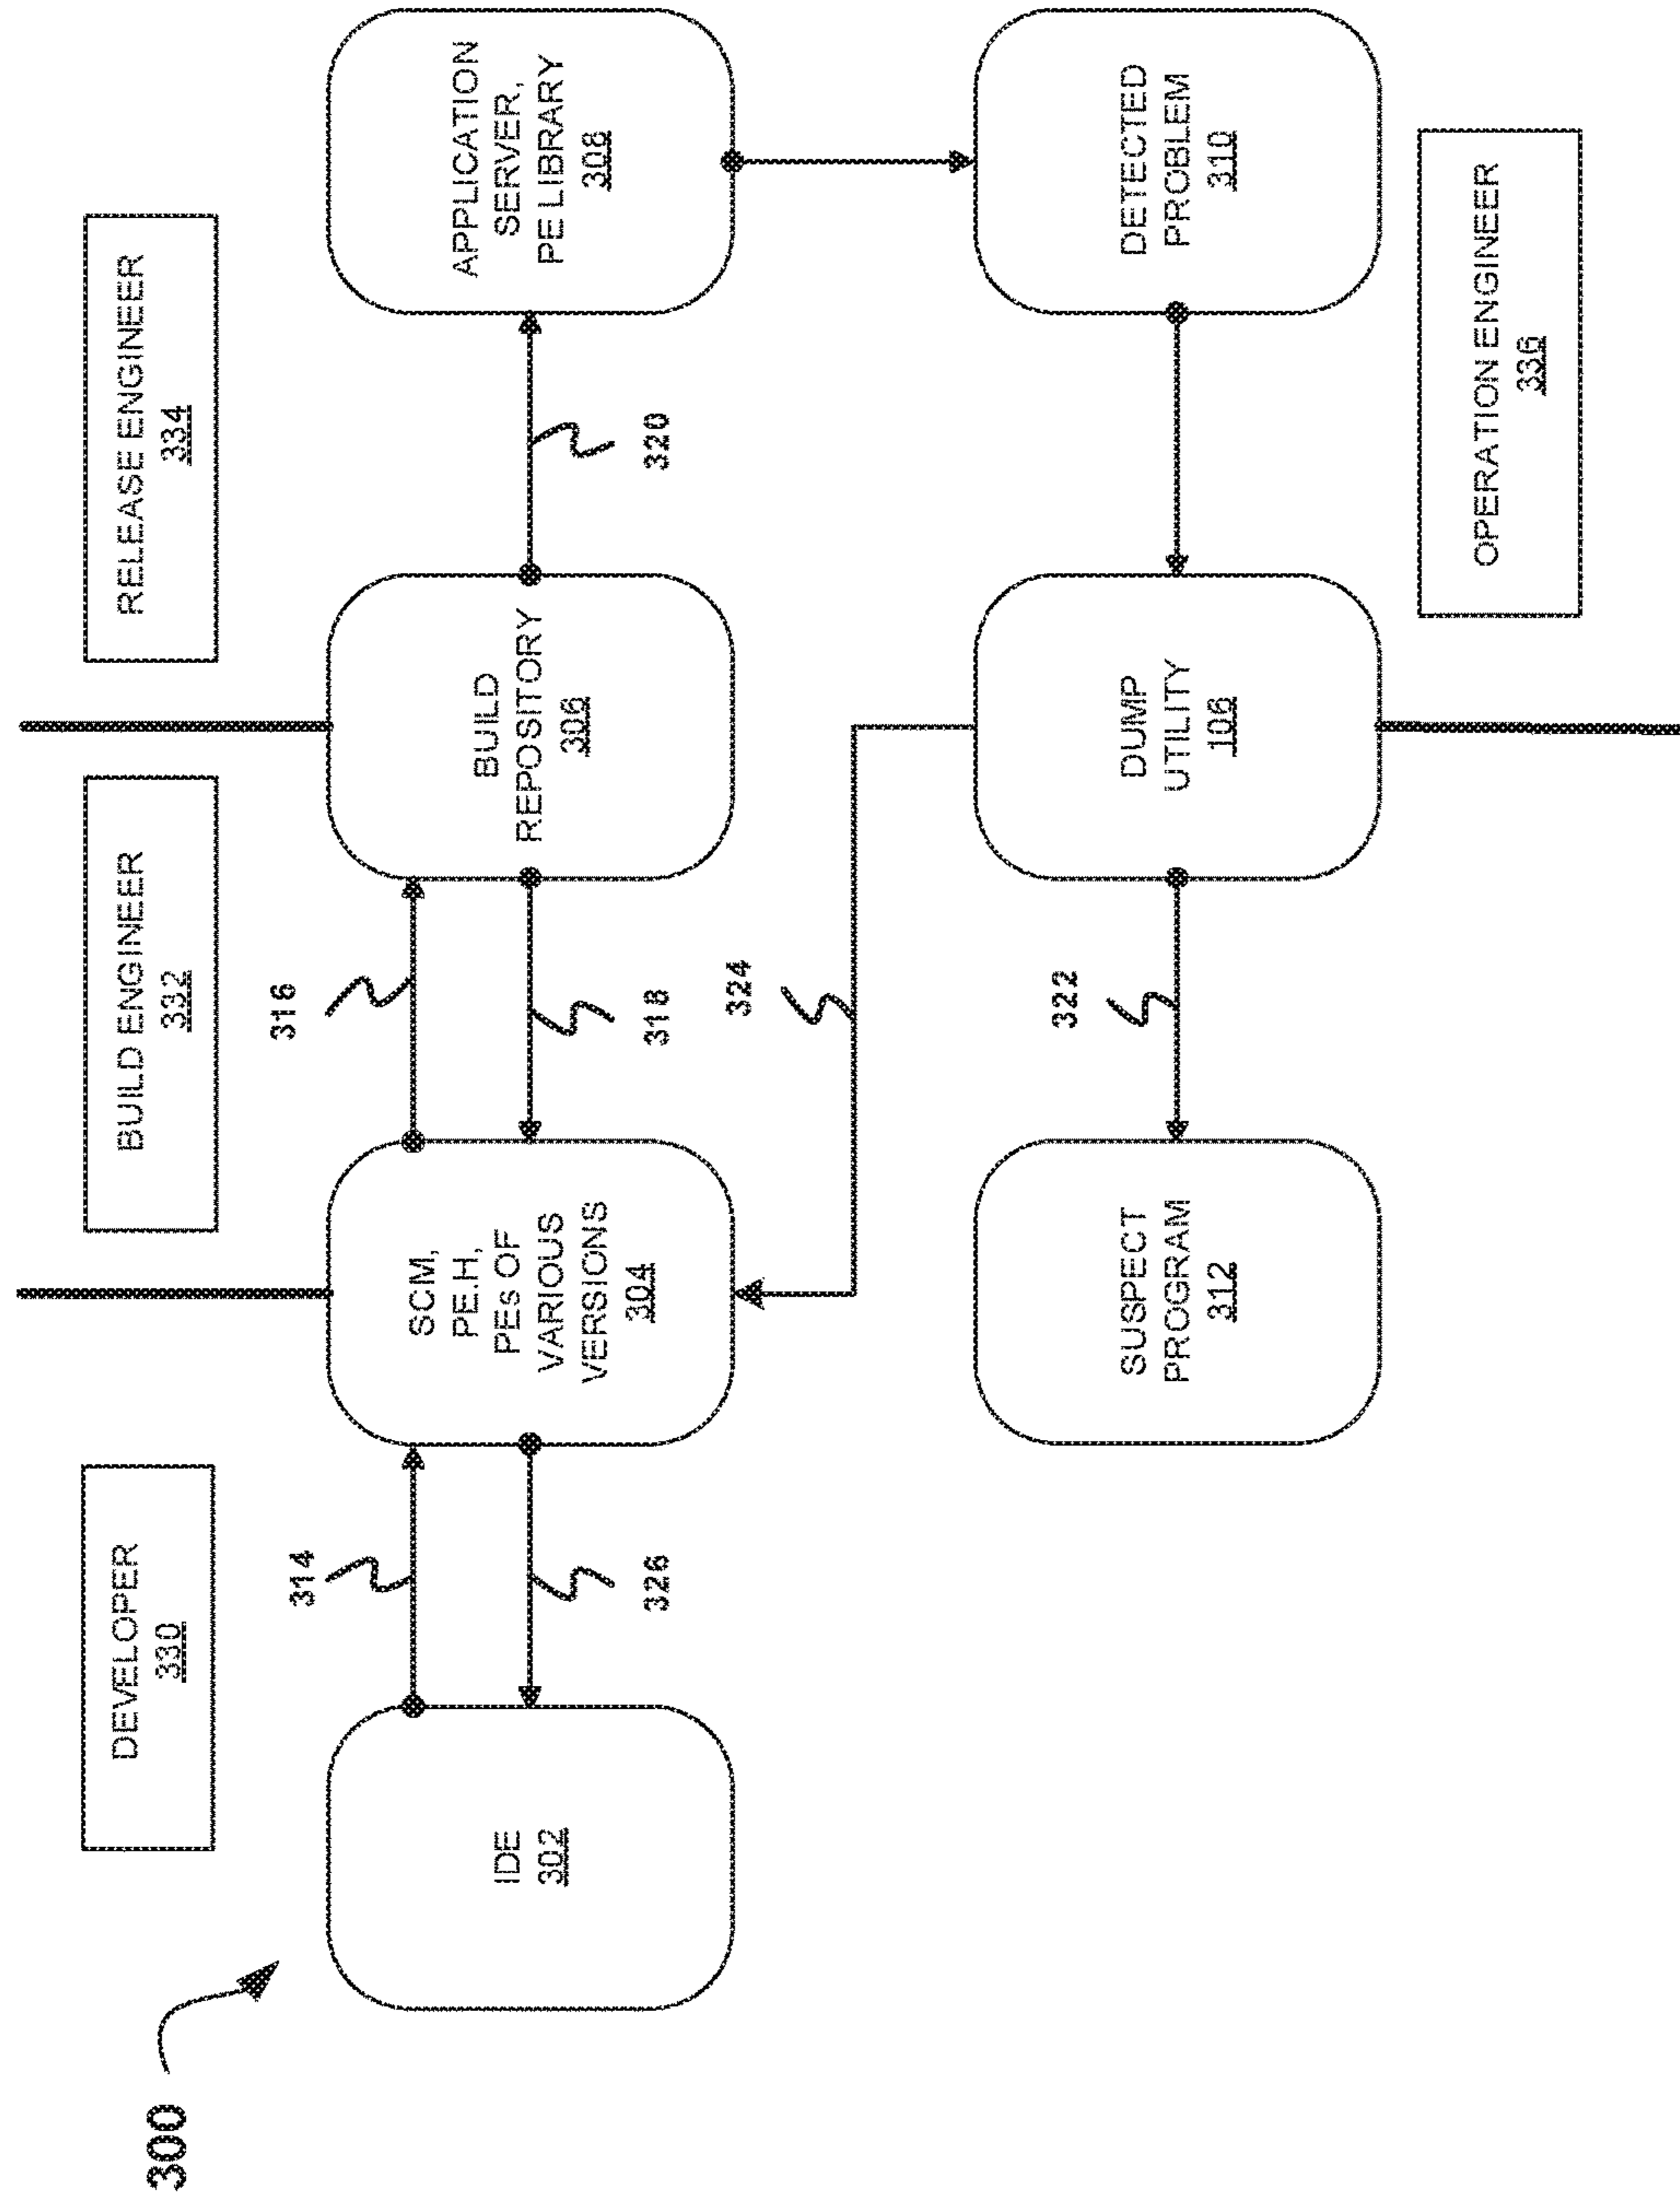 300
DEVELOPER
330
BUILD ENGINEER
332
RELEASE ENGINEER
334
IDE
302
314
326
SCM,
PE.H,
PEs OF
VARIOUS
VERSIONS
304
316
318
BUILD
REPOSITORY
306
320
APPLICATION
SERVER,
PE LIBRARY
308
324
SUSPECT
PROGRAM
312
322
DUMP
UTILITY
106
DETECTED
PROBLEM
310
OPERATION ENGINEER
336